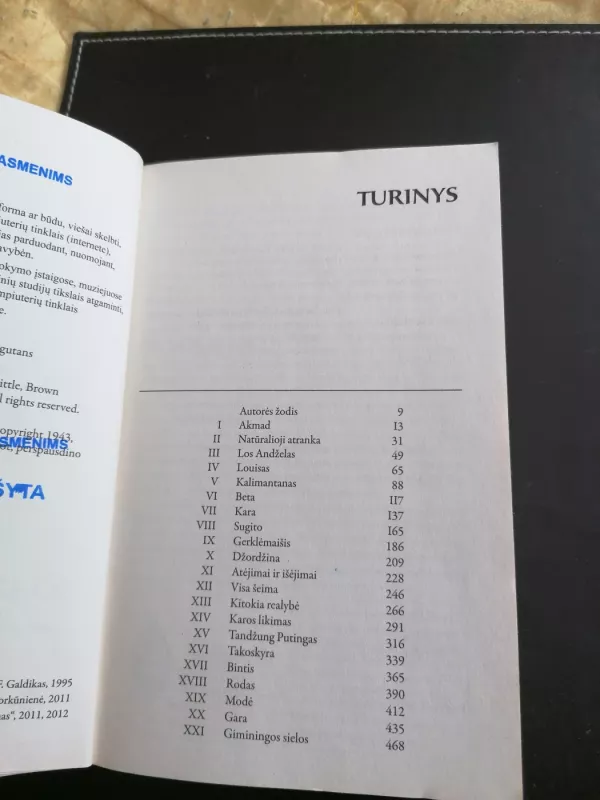 ASMENIMS
forma ar būdu, viešai skelbti,
uterių tinklais (internete),
as parduodant, nuomojant,
avybėn.
okymo įstaigose, muziejuose
inių studijų tikslais atgaminti,
mpiuterių tinklais
e.
gutans
ittle, Brown
l rights reserved.
opyright 1943,
ASMENIMS
perspausdino
ŠYTA
F. Galdikas, 1995
orkūnienė, 2011
as“, 2011, 2012
TURINYS
Autorės žodis 9
I Akmad 13
II Natūralioji atranka 31
III Los Andželas 49
IV Louisas 65
V Kalimantanas 88
VI Beta 117
VII Kara 137
VIII Sugito 165
IX Gerklėmaišis 186
X Džordžina 209
XI Atėjimai ir išėjimai 228
XII Visa šeima 246
XIII Kitokia realybė 266
XIV Karos likimas 291
XV Tandžung Putingas 316
XVI Takoskyra 339
XVII Bintis 365
XVIII Rodas 390
XIX Modė 412
XX Gara 435
XXI Giminingos sielos 468